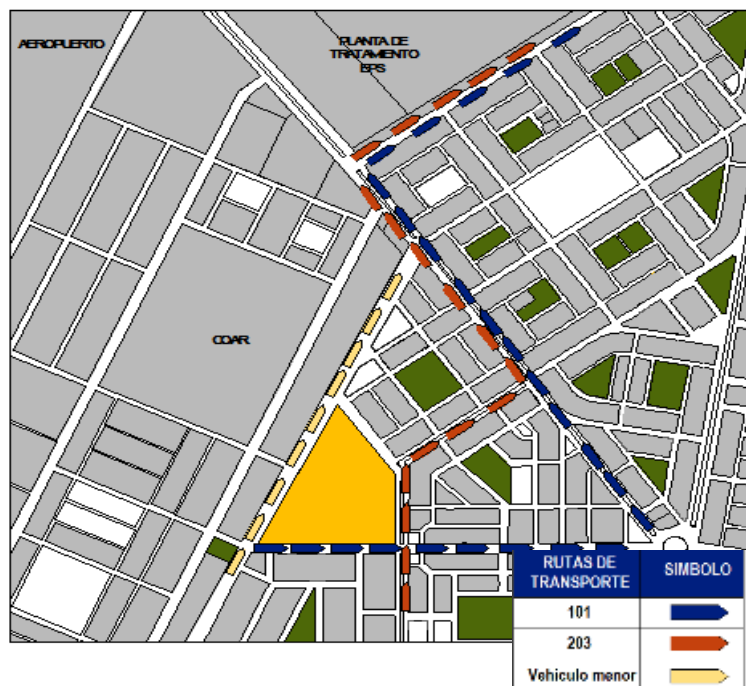 AEROPUERTO
PLANTA DE
TRATAMIENTO
EPS
COAR
RUTAS DE
TRANSPORTE
SIMBOLO
101
203
Vehiculo menor